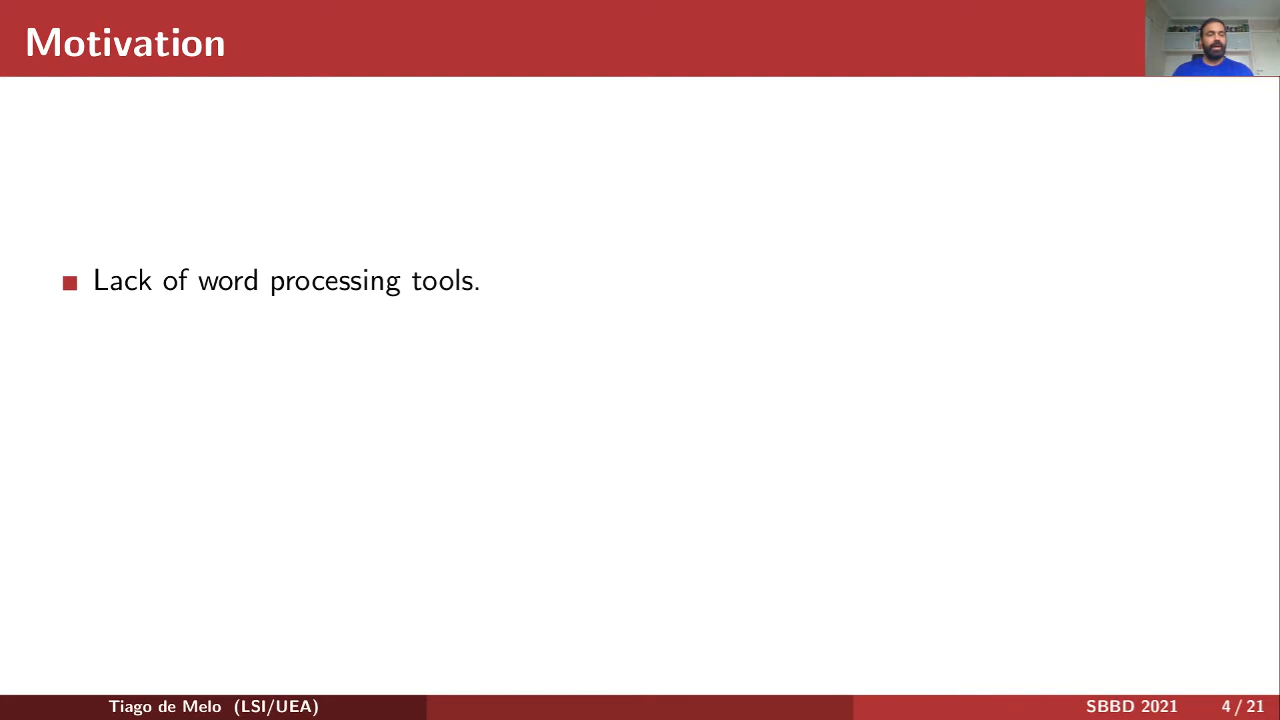 Motivation
Lack of word processing tools.
Tiago de Melo (LSI/UEA)
SBBD 2021
4 / 21